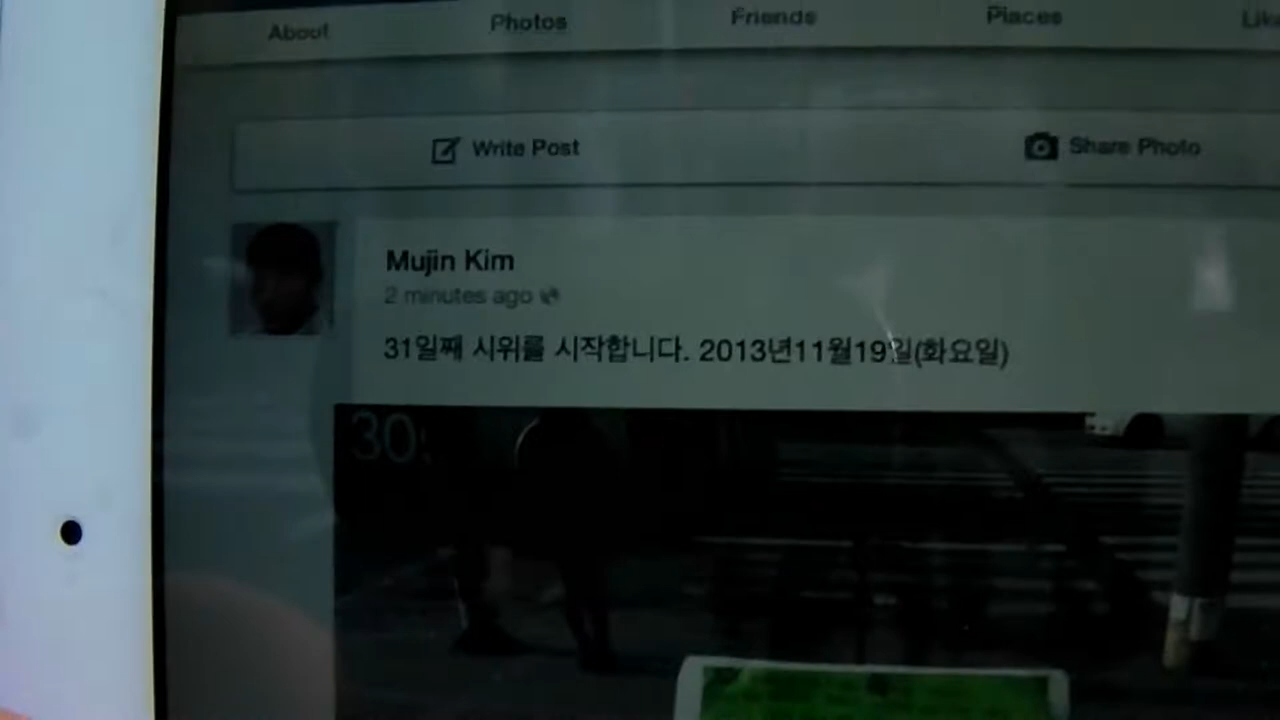 About Photos Friends Places
Write Post Share Photo
Mujin Kim
2 minutes ago
31일째 시위를 시작합니다. 2013년11월19일(화요일)
30